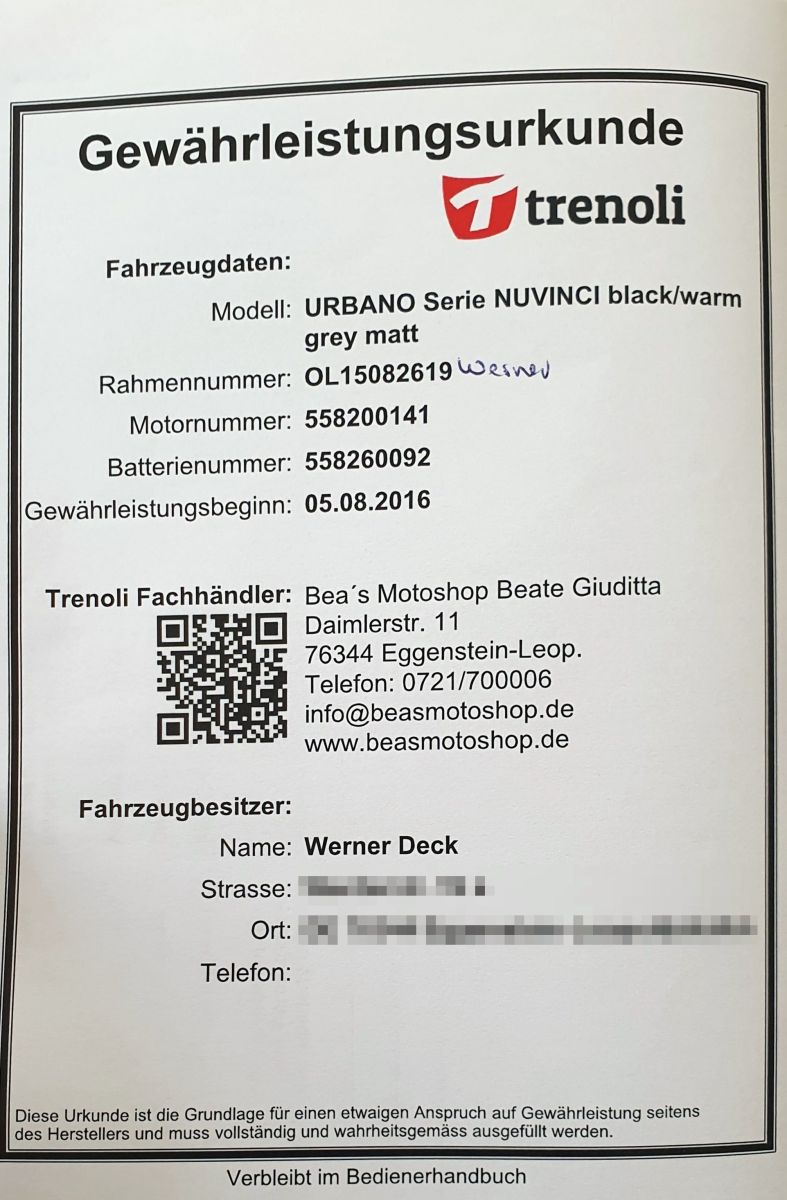 Gewährleistungsurkunde
trenoli
Fahrzeugdaten:
Modell: URBANO Serie NUVINCI black/warm
grey matt
Rahmennummer: OL15082619 Werner
Motornummer: 558200141
Batterienummer: 558260092
Gewährleistungsbeginn: 05.08.2016
Trenoli Fachhändler: Bea´s Motoshop Beate Giuditta
Daimlerstr. 11
76344 Eggenstein-Leop.
Telefon: 0721/700006
info@beasmotoshop.de
www.beasmotoshop.de
Fahrzeugbesitzer:
Name: Werner Deck
Strasse:
Ort:
Telefon:
Diese Urkunde ist die Grundlage für einen etwaigen Anspruch auf Gewährleistung seitens
des Herstellers und muss vollständig und wahrheitsgemäss ausgefüllt werden.
Verbleibt im Bedienerhandbuch